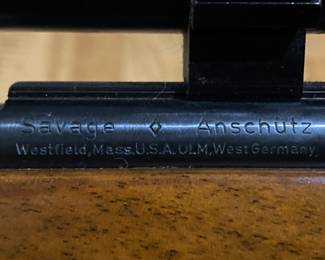 Savage ◇ Anschutz
Westfield,Mass.U.S.A.ULM,West Germany